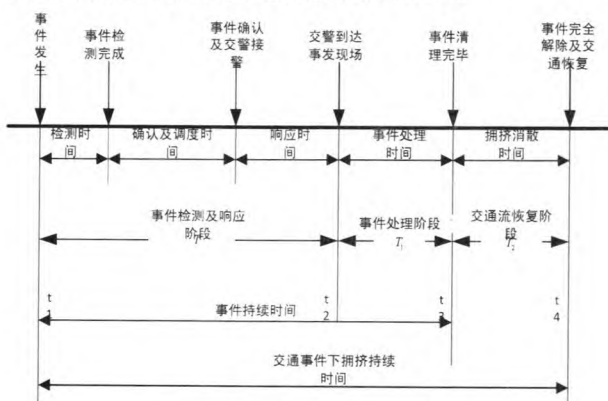 事
件
发
生
事件检
测完成
事件确认
及交警接
警
交警到达
事发现场
事件清
理完毕
事件完全
解除及交
通恢复
检测时
间
确认及调度时
间
响应时
间
事件处理
时间
拥挤消散
时间
事件检测及响应
阶段
事件处理阶段
T₁
交通流恢复阶
段
T₂
t
1
事件持续时间
t
2
t
3
t
4
交通事件下拥挤持续
时间